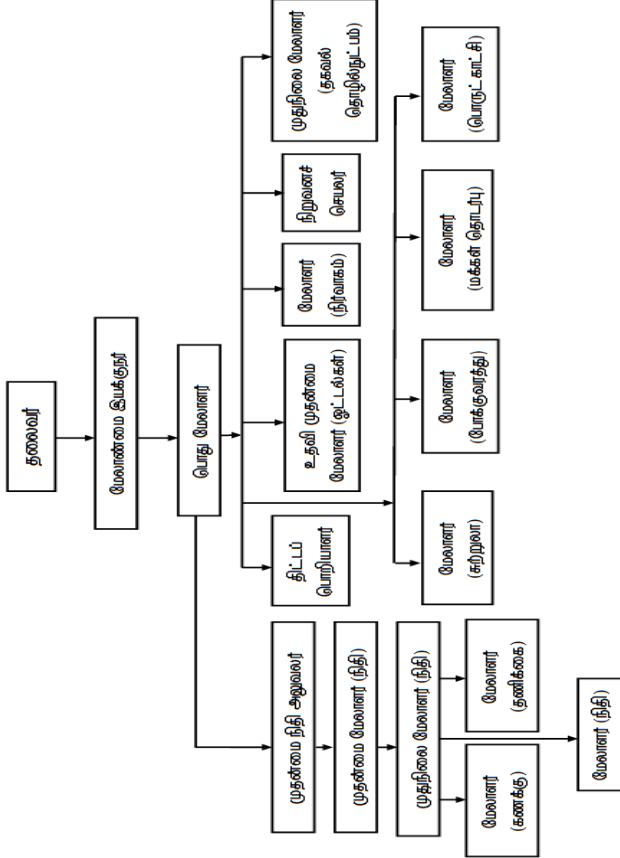 தலைவர்
மேலாண்மை இயக்குநர்
பொது மேலாளர்
முதன்மை நிதி அலுவலர்
முதன்மை மேலாளர் (நிதி)
முதுநிலை மேலாளர் (நிதி)
மேலாளர்
(கணக்கு)
மேலாளர்
(தணிக்கை)
மேலாளர் (நிதி)
திட்டப்
பொறியாளர்
உதவி முதன்மை
மேலாளர் (ஓட்டல்கள்)
மேலாளர்
(நிர்வாகம்)
நிறுவனச்
செயலர்
முதுநிலை மேலாளர்
(தகவல்
தொழில்நுட்பம்)
மேலாளர்
(சுற்றுலா)
மேலாளர்
(போக்குவரத்து)
மேலாளர்
(மக்கள் தொடர்பு)
மேலாளர்
(பொருட்காட்சி)